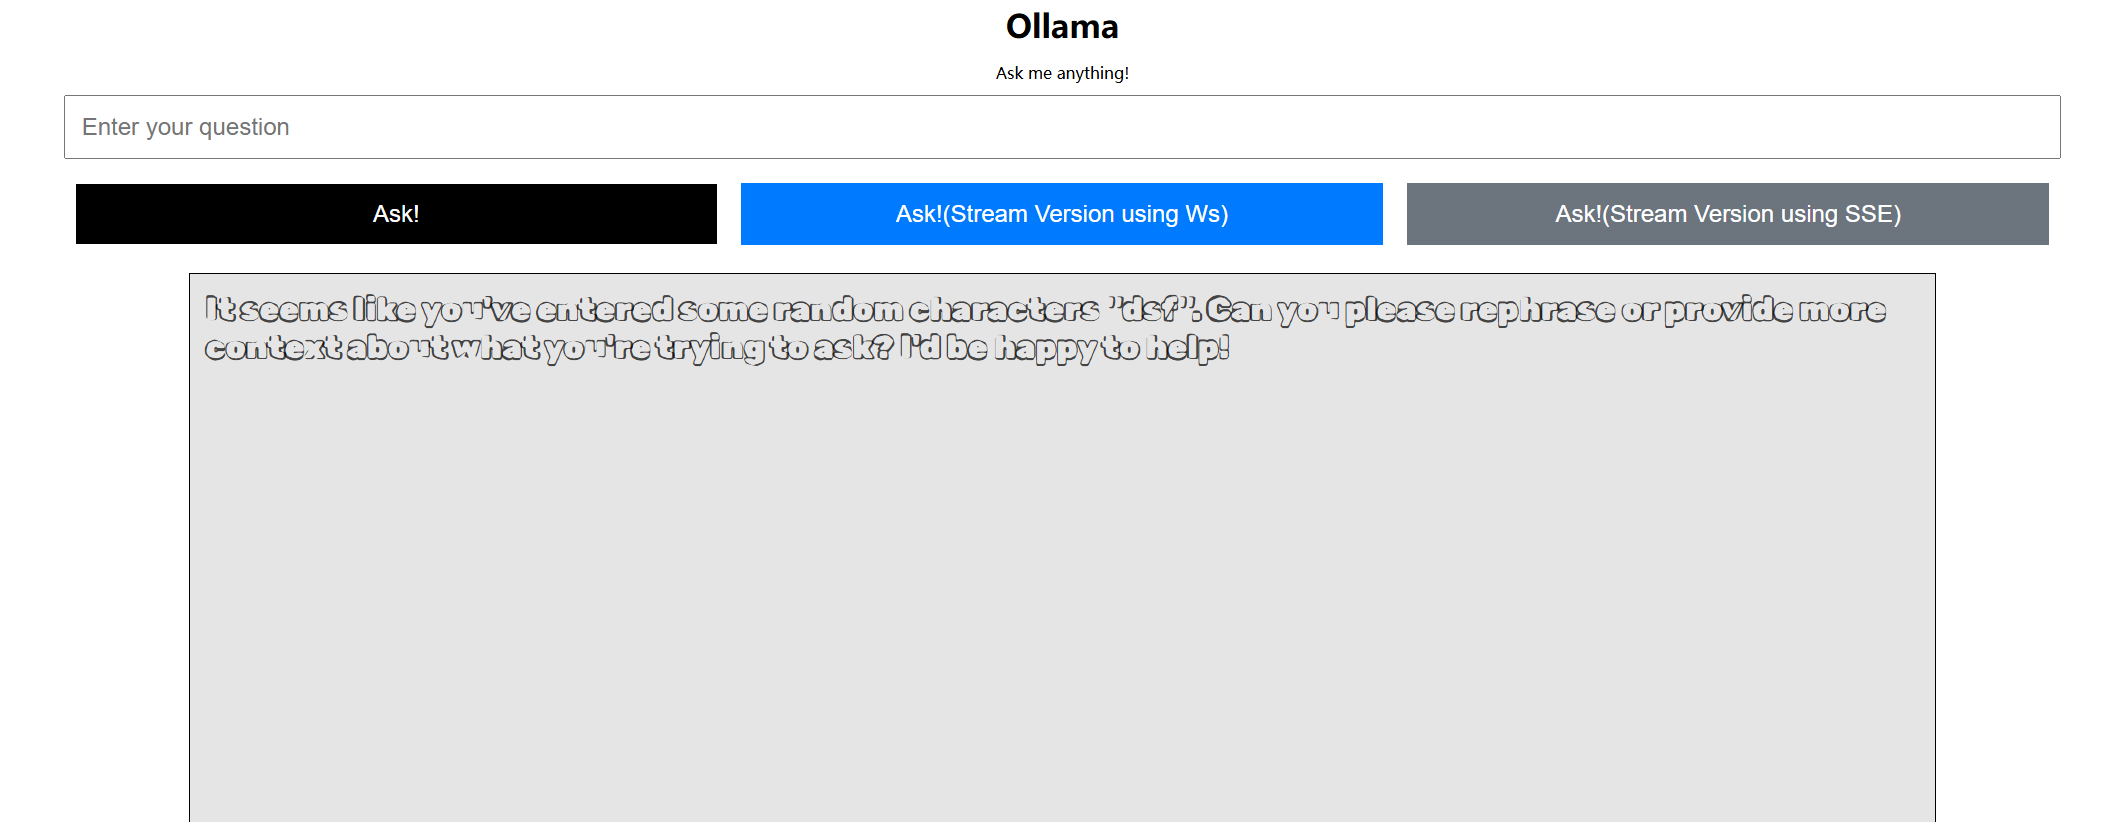 Ollama
Ask me anything!
Enter your question
Ask!
Ask!(Stream Version using Ws)
Ask!(Stream Version using SSE)
It seems like you've entered some random characters "dsf". Can you please rephrase or provide more
context about what you're trying to ask? I'd be happy to help!